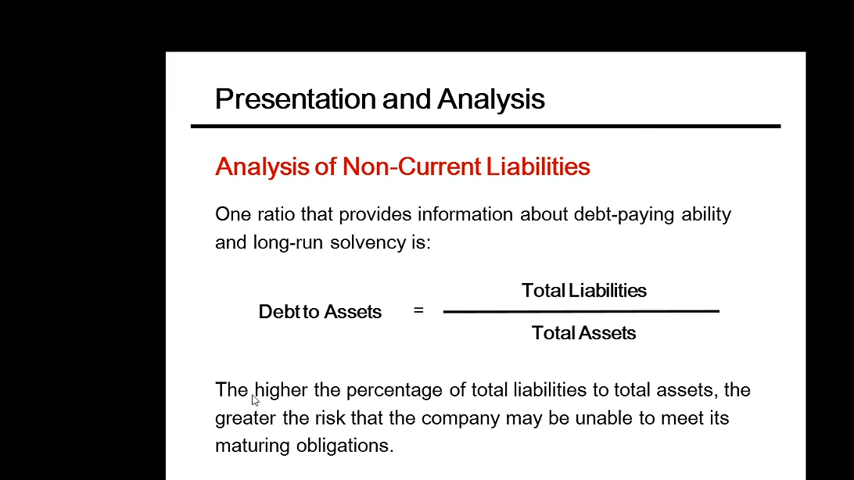 Presentation and Analysis
Analysis of Non-Current Liabilities
One ratio that provides information about debt-paying ability
and long-run solvency is:
Total Liabilities
Debt to Assets =
Total Assets
The higher the percentage of total liabilities to total assets, the
greater the risk that the company may be unable to meet its
maturing obligations.